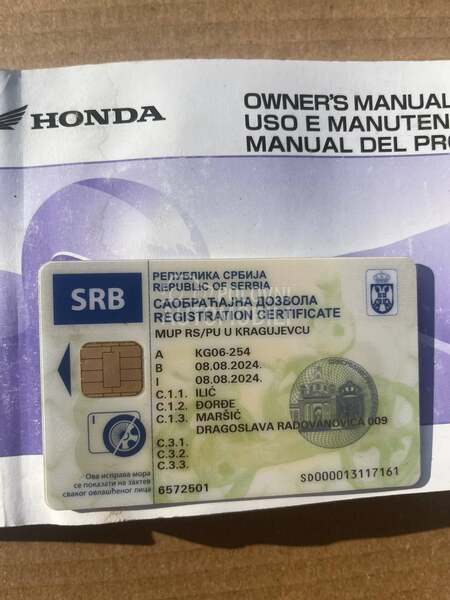 HONDA
OWNER'S MANUAL
USO E MANUTEN
MANUAL DEL PRO
SRB
РЕПУБЛИКА СРБИЈА
REPUBLIC OF SERBIA
САОБРАЋАЈНА ДОЗВОЛА
REGISTRATION CERTIFICATE
MUP RS/PU U KRAGUJEVCU
A KG06-254
B 08.08.2024.
I 08.08.2024.
C.1.1. ILIĆ
C.1.2. ĐORĐE
C.1.3. MARŠIĆ
DRAGOSLAVA RADOVANOVIĆA 009
C.3.1.
C.3.2.
C.3.3.
Ова исправа мора
се показати на захтев
сваког овлашћеног лица
6572501
SD000013117161